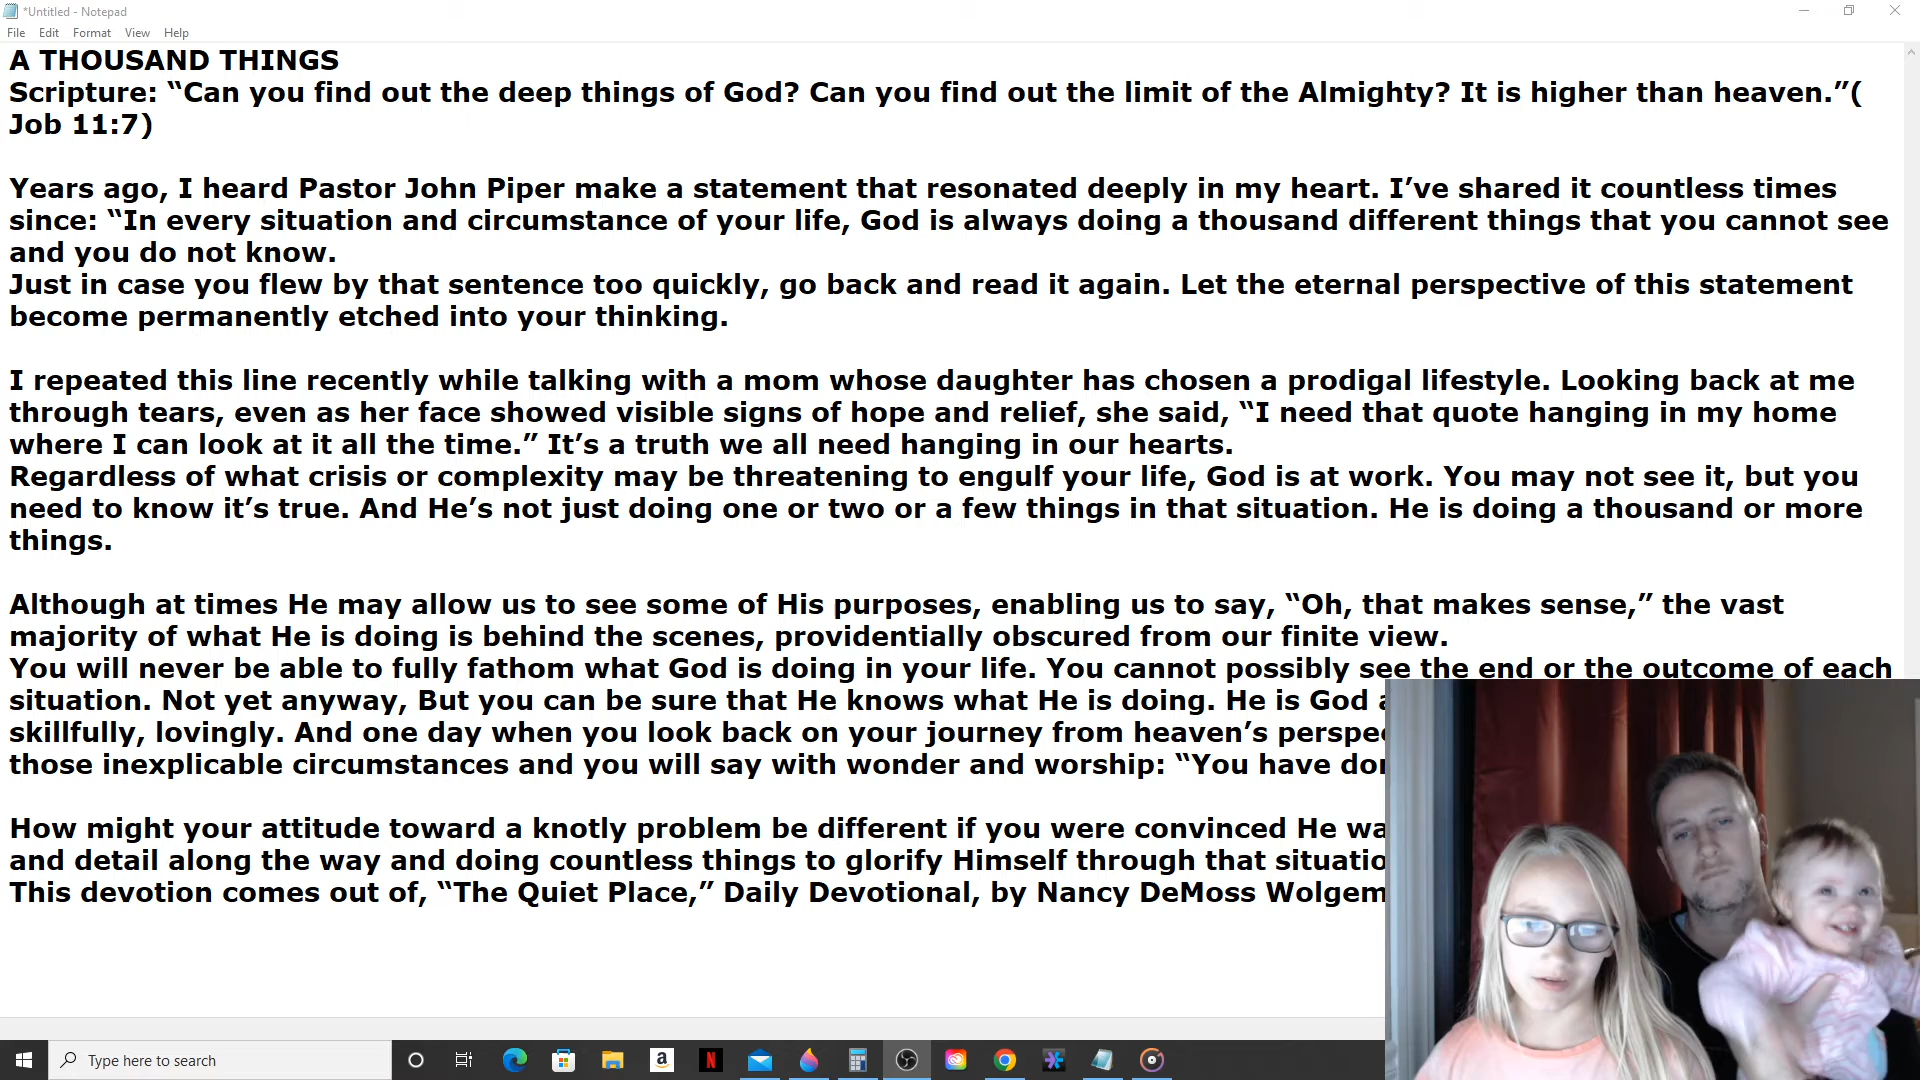 *Untitled - Notepad
File Edit Format View Help
A THOUSAND THINGS
Scripture: “Can you find out the deep things of God? Can you find out the limit of the Almighty? It is higher than heaven.”(
Job 11:7)
Years ago, I heard Pastor John Piper make a statement that resonated deeply in my heart. I’ve shared it countless times
since: “In every situation and circumstance of your life, God is always doing a thousand different things that you cannot see
and you do not know.
Just in case you flew by that sentence too quickly, go back and read it again. Let the eternal perspective of this statement
become permanently etched into your thinking.
I repeated this line recently while talking with a mom whose daughter has chosen a prodigal lifestyle. Looking back at me
through tears, even as her face showed visible signs of hope and relief, she said, “I need that quote hanging in my home
where I can look at it all the time.” It’s a truth we all need hanging in our hearts.
Regardless of what crisis or complexity may be threatening to engulf your life, God is at work. You may not see it, but you
need to know it’s true. And He’s not just doing one or two or a few things in that situation. He is doing a thousand or more
things.
Although at times He may allow us to see some of His purposes, enabling us to say, “Oh, that makes sense,” the vast
majority of what He is doing is behind the scenes, providentially obscured from our finite view.
You will never be able to fully fathom what God is doing in your life. You cannot possibly see the end or the outcome of each
situation. Not yet anyway, But you can be sure that He knows what He is doing. He is God
skillfully, lovingly. And one day when you look back on your journey from heaven’s
those inexplicable circumstances and you will say with wonder and worship: “You have
How might your attitude toward a knotly problem be different if you were convinced He
and detail along the way and doing countless things to glorify Himself through that
This devotion comes out of, “The Quiet Place,” Daily Devotional, by Nancy DeMoss
Type here to search